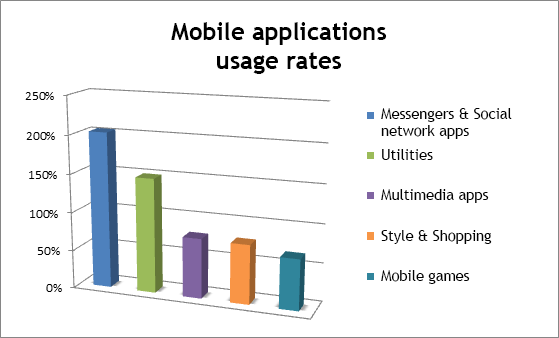 Mobile applications
usage rates
250%
200%
150%
100%
50%
0%
Messengers & Social
network apps
Utilities
Multimedia apps
Style & Shopping
Mobile games